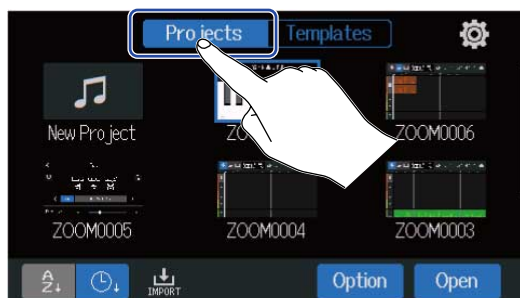 Projects Templates
New Project ZO ZOOM0006
ZOOM0005 ZOOM0004 ZOOM0003
A Z↓ IMPORT Option Open